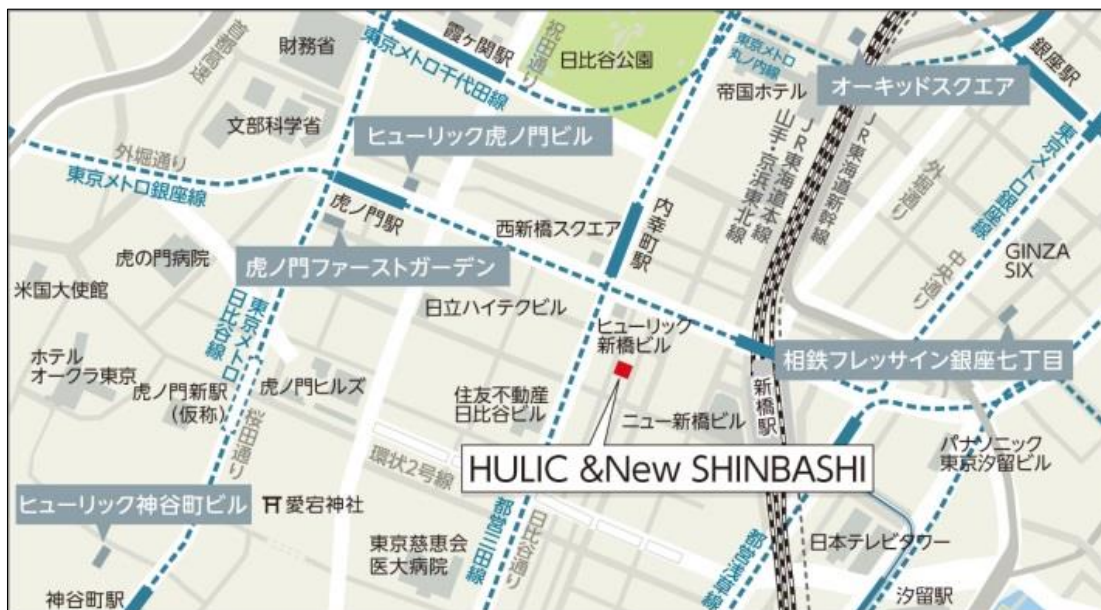 首都高速
財務省
霞ヶ関駅
東京メトロ千代田線
祝田通り
日比谷公園
東京メトロ
丸ノ内線
帝国ホテル
オーキッドスクエア
銀座駅
文部科学省
ヒューリック虎ノ門ビル
外堀通り
東京メトロ銀座線
虎ノ門駅
西新橋スクエア
内幸町駅
山手・京浜東北線
JR東海道本線
JR東海道新幹線
外堀通り
東京メトロ銀座線
中央通り
GINZA
SIX
虎の門病院
虎ノ門ファーストガーデン
米国大使館
東京メトロ
日比谷線
日立ハイテクビル
ヒューリック
新橋ビル
相鉄フレッサイン銀座七丁目
ホテル
オークラ東京
虎ノ門新駅
(仮称)
虎ノ門ヒルズ
住友不動産
日比谷ビル
ニュー新橋ビル
新橋駅
桜田通り
環状2号線
HULIC &New SHINBASHI
パナソニック
東京汐留ビル
ヒューリック神谷町ビル
愛宕神社
東京慈恵会
医大病院
都営三田線
日比谷通り
都営浅草線
日本テレビタワー
神谷町駅
汐留駅